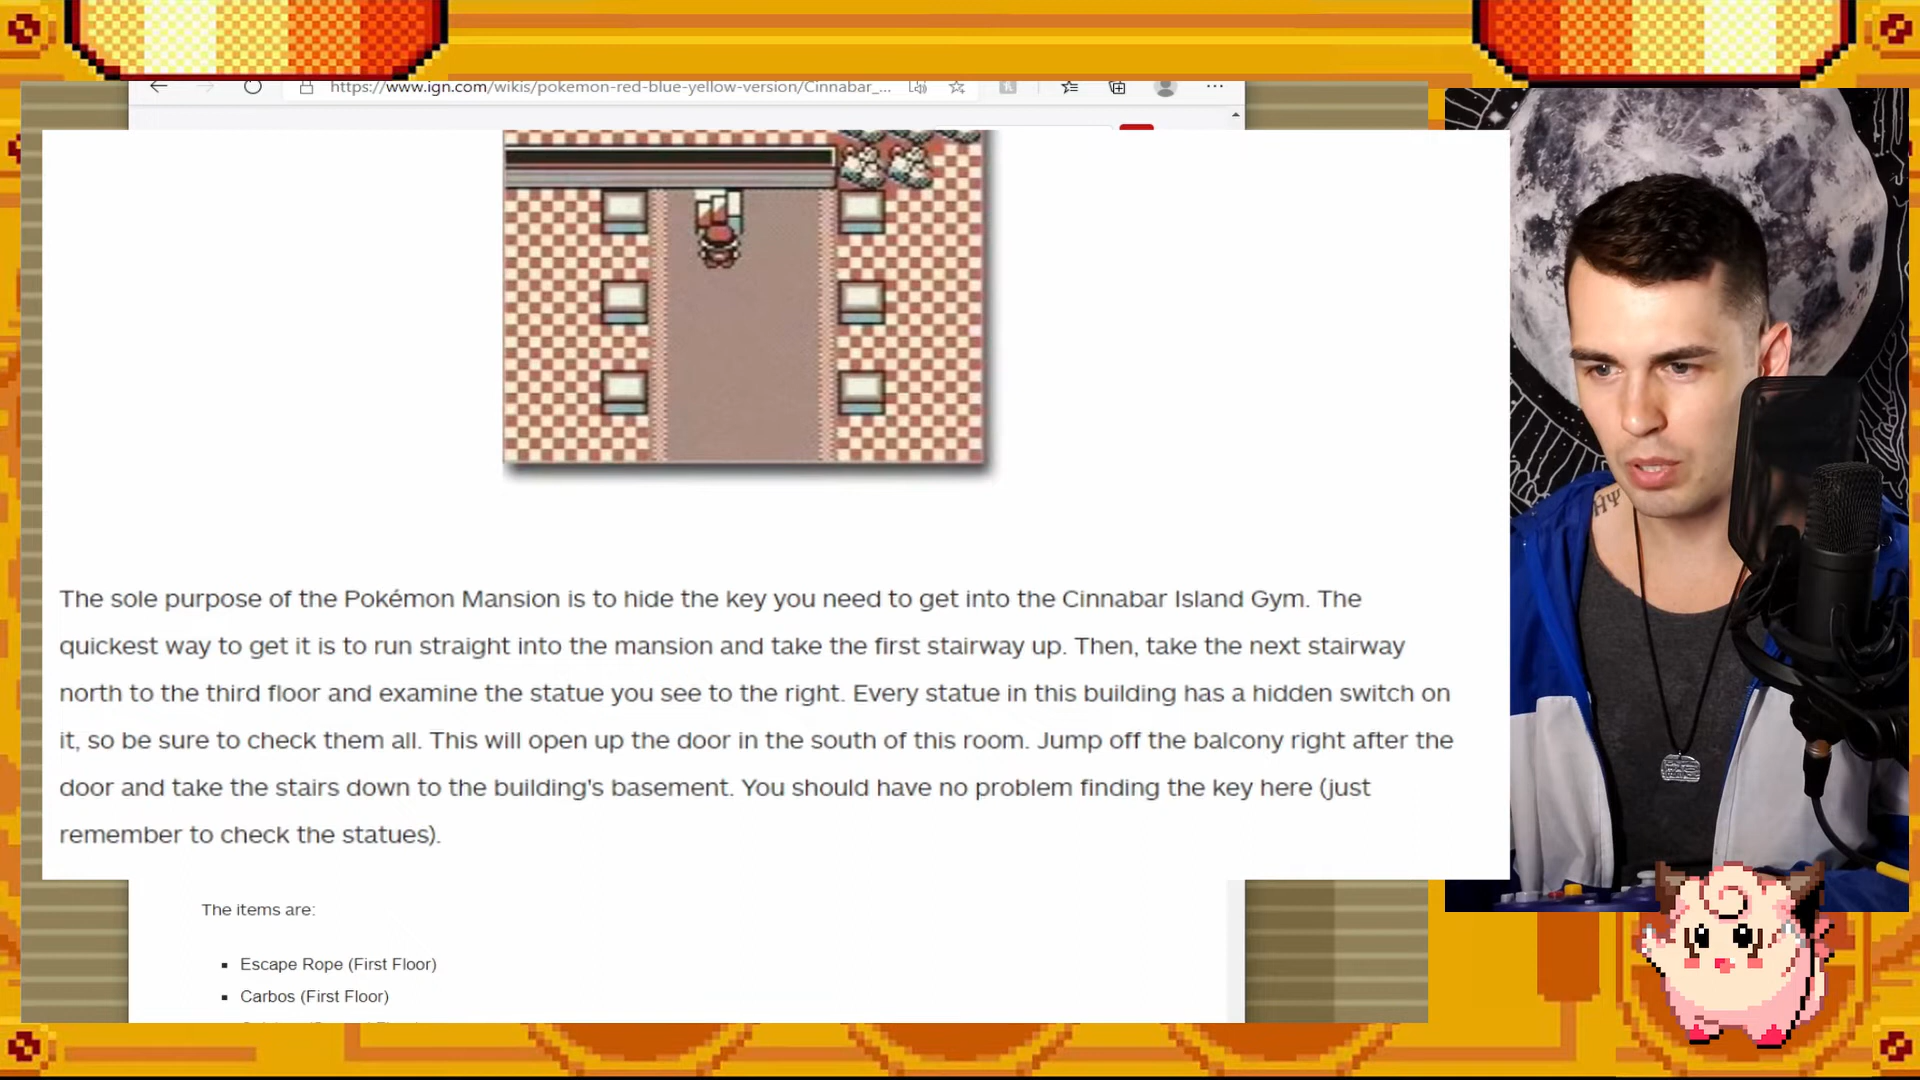 https://www.ign.com/wikis/pokemon-red-blue-yellow-version/Cinnabar_...
The sole purpose of the Pokémon Mansion is to hide the key you need to get into the Cinnabar Island Gym. The
quickest way to get it is to run straight into the mansion and take the first stairway up. Then, take the next stairway
north to the third floor and examine the statue you see to the right. Every statue in this building has a hidden switch on
it, so be sure to check them all. This will open up the door in the south of this room. Jump off the balcony right after the
door and take the stairs down to the building's basement. You should have no problem finding the key here (just
remember to check the statues).
The items are:
Escape Rope (First Floor)
Carbos (First Floor)